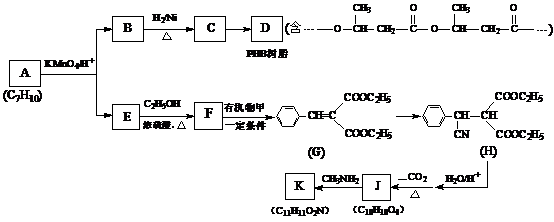 B H₂/Ni △ C D (含 ---O—CH—CH₂—C—O—CH—CH₂—C---)
CH₃ O CH₃ O
PHB树脂
A KMnO₄/H⁺
(C₇H₁₀)
E C₂H₅OH 浓硫酸,△ F 有机物甲 一定条件 CH=C COOC₂H₅ COOC₂H₅ CH—CH CN COOC₂H₅ COOC₂H₅
(G) (H)
K CH₃NH₂ J —CO₂ △ H₂O/H⁺
(C₁₁H₁₁O₂N) (C₁₀H₁₀O₄)